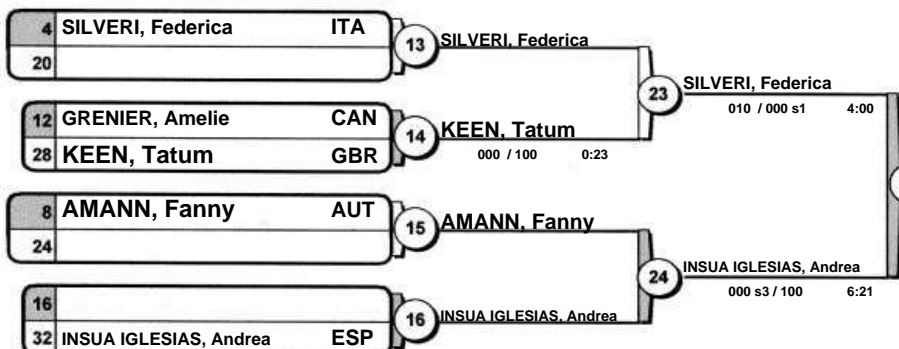 4 SILVERI, Federica ITA
20
13 SILVERI, Federica
12 GRENIER, Amelie CAN
28 KEEN, Tatum GBR
14 KEEN, Tatum
000 / 100 0:23
23 SILVERI, Federica
010 / 000 s1 4:00
8 AMANN, Fanny AUT
24
15 AMANN, Fanny
16
32 INSUA IGLESIAS, Andrea ESP
16 INSUA IGLESIAS, Andrea
24 INSUA IGLESIAS, Andrea
000 s3 / 100 6:21